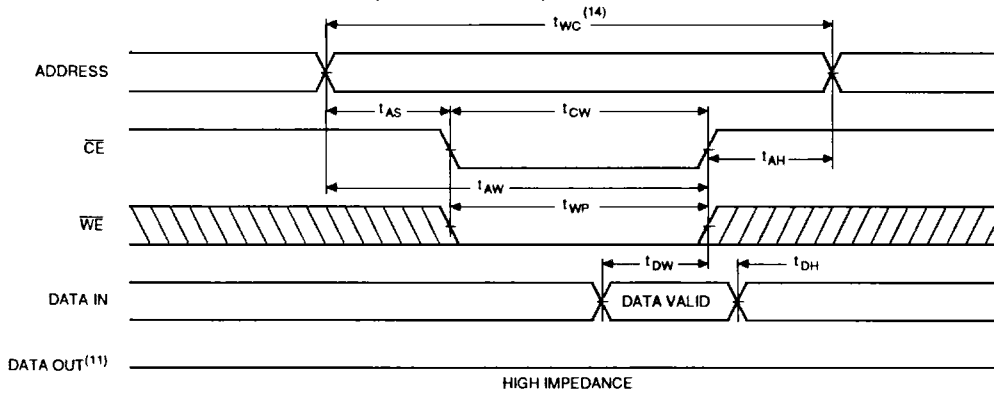 tWC(14)
ADDRESS
tAS
tCW
CE
tAH
tAW
WE
tWP
tDW
tDH
DATA IN
DATA VALID
DATA OUT(11)
HIGH IMPEDANCE